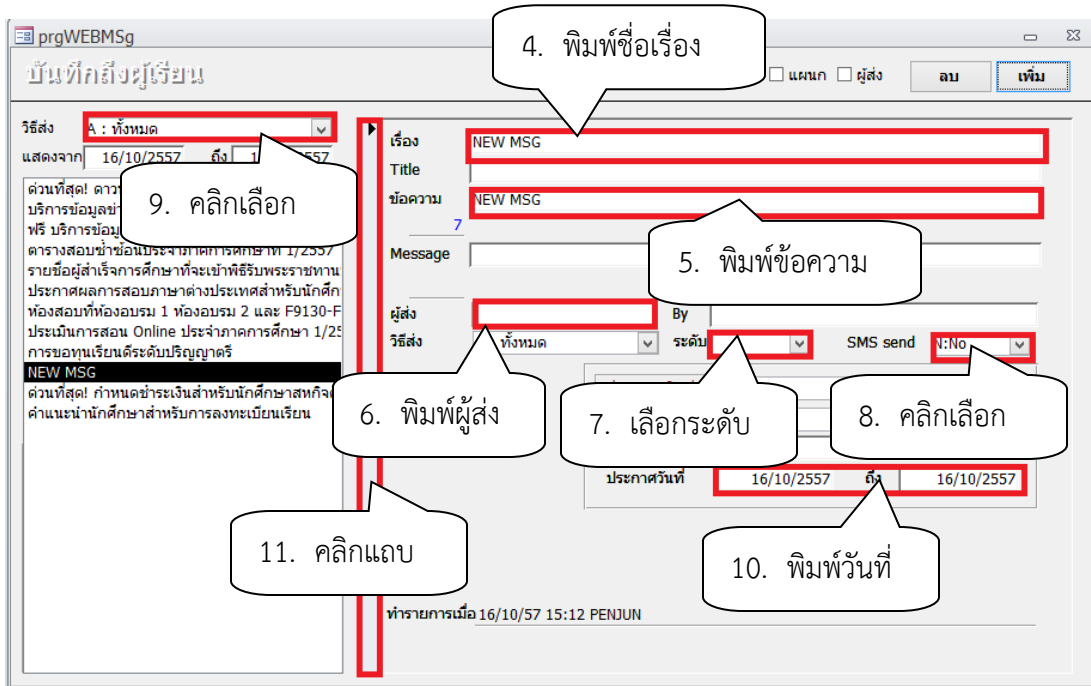 prgWEBMSg
4. พิมพ์ชื่อเรื่อง
บันทึกถึงผู้เรียน
แผนก ผู้ส่ง ลบ เพิ่ม
วิธีส่ง A : ทั้งหมด
แสดงจาก 16/10/2557 ถึง
9. คลิกเลือก
ด่วนที่สุด!
บริการข้อมูล
ฟรี บริการข้อมูล
ตารางสอบซ้ำซ้อนประจำภาคการศึกษาที่ 1/2557
รายชื่อผู้สำเร็จการศึกษาที่จะเข้าพิธีรับพระราชทาน
ประกาศผลการสอบภาษาต่างประเทศสำหรับนักศึก
ห้องสอบที่ห้องอบรม 1 ห้องอบรม 2 และ F9130-F
ประเมินการสอน Online ประจำภาคการศึกษา 1/25
การขอทุนเรียนดีระดับปริญญาตรี
NEW MSG
ด่วนที่สุด! กำหนดชำระเงินสำหรับนักศึกษาสหกิจ
คำแนะนำนักศึกษาสำหรับการลงทะเบียนเรียน
เรื่อง NEW MSG
Title
ข้อความ NEW MSG
7
Message
5. พิมพ์ข้อความ
ผู้ส่ง By
วิธีส่ง ทั้งหมด ระดับ SMS send N:No
6. พิมพ์ผู้ส่ง
7. เลือกระดับ
8. คลิกเลือก
ประกาศวันที่ 16/10/2557 ถึง 16/10/2557
11. คลิกแถบ
10. พิมพ์วันที่
ทำรายการเมื่อ 16/10/57 15:12 PENJUN